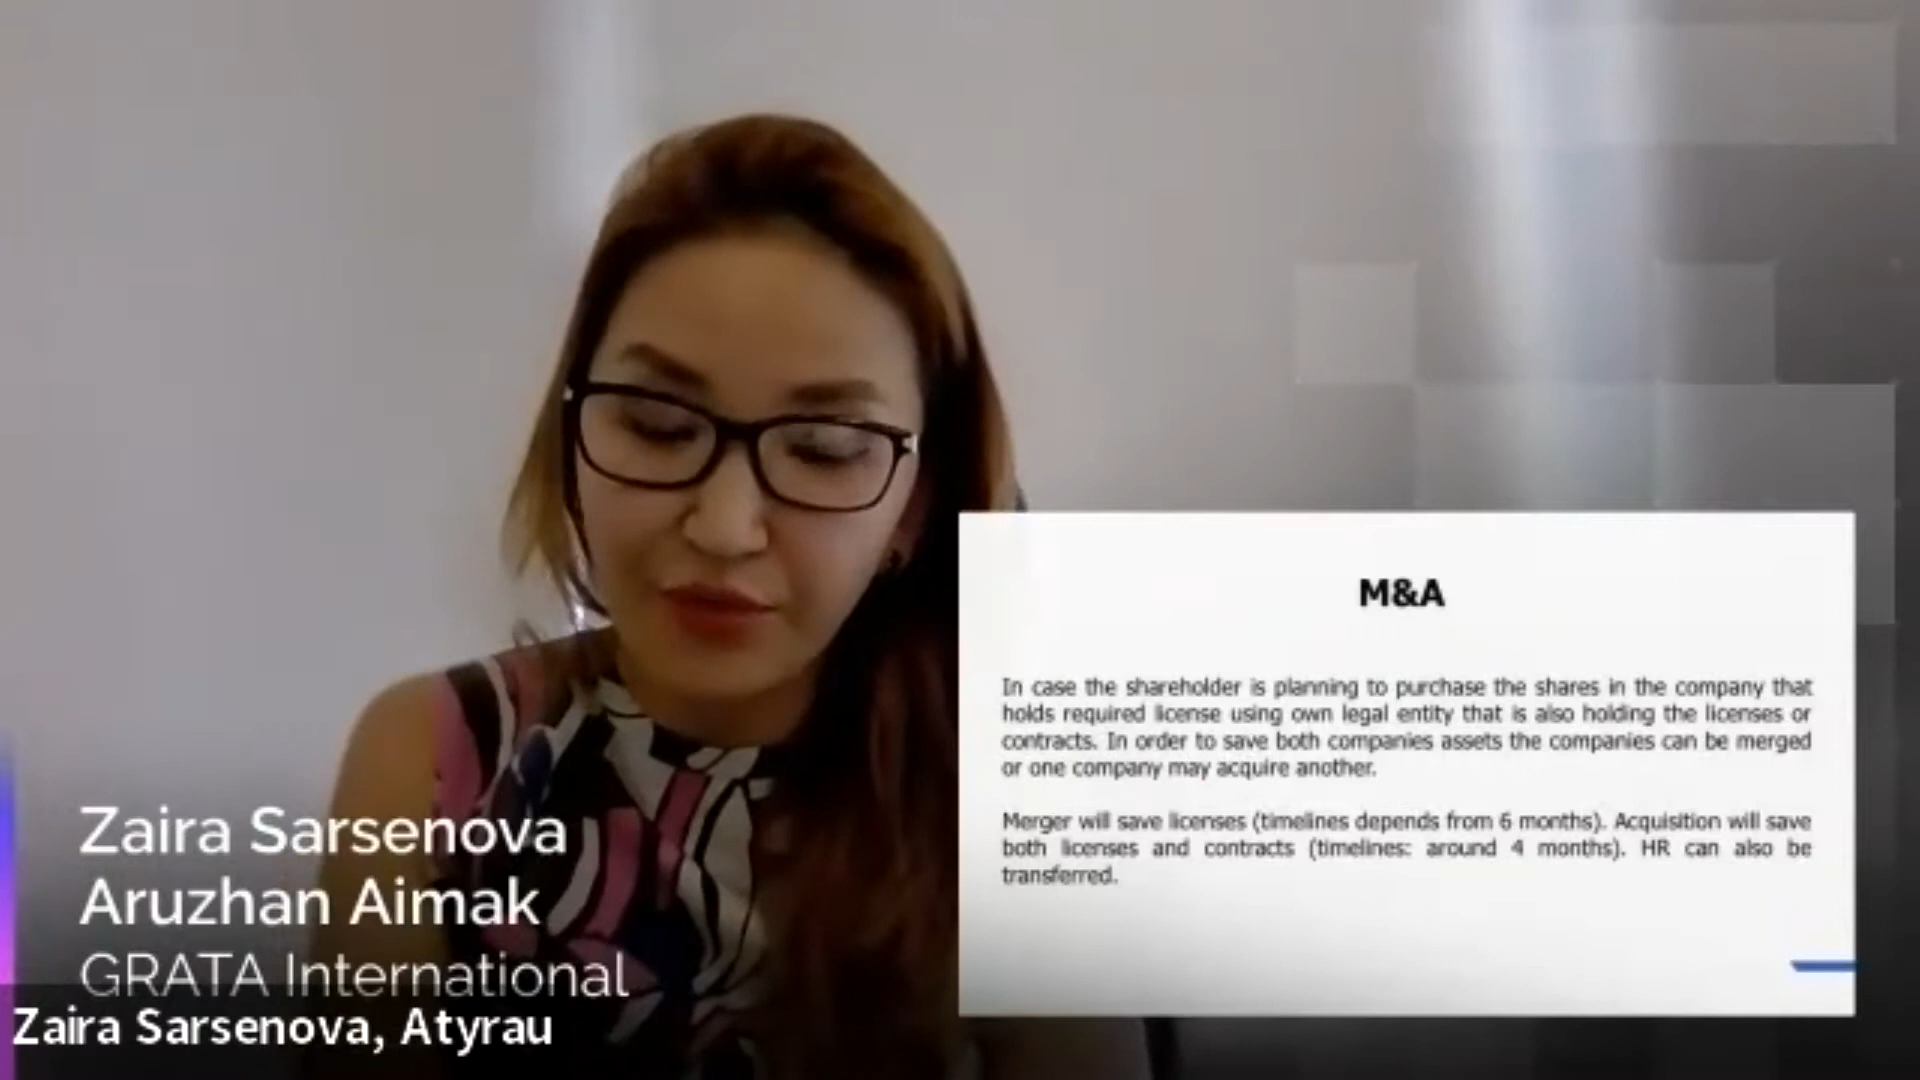 M&A
In case the shareholder is planning to purchase the shares in the company that
holds required license using own legal entity that is also holding the licenses or
contracts. In order to save both companies assets the companies can be merged
or one company may acquire another.
Merger will save licenses (timelines depends from 6 months). Acquisition will save
both licenses and contracts (timelines: around 4 months). HR can also be
transferred.
Zaira Sarsenova
Aruzhan Aimak
GRATA International
Zaira Sarsenova, Atyrau